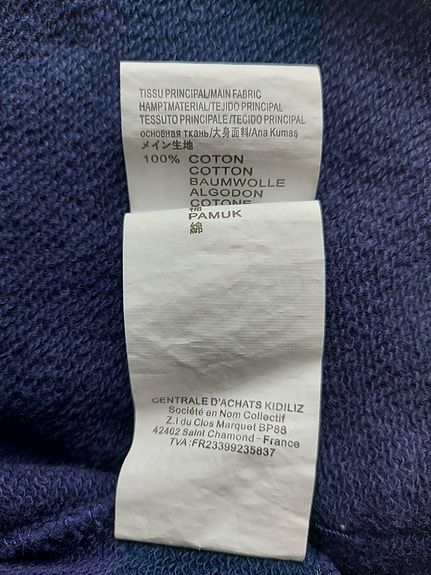 TISSU PRINCIPAL/MAIN FABRIC
HAMPTMATERIAL/TEJIDO PRINCIPAL
TESSUTO PRINCIPALE/TECIDO PRINCIPAL
основная ткань/大身面料/Ana Kumaş
メイン生地
100% COTON
COTTON
BAUMWOLLE
ALGODON
COTONE
棉
PAMUK
綿
CENTRALE D'ACHATS KIDILIZ
Société en Nom Collectif
Z.I du Clos Marquet BP88
42402 Saint Chamond - France
TVA :FR23399235837